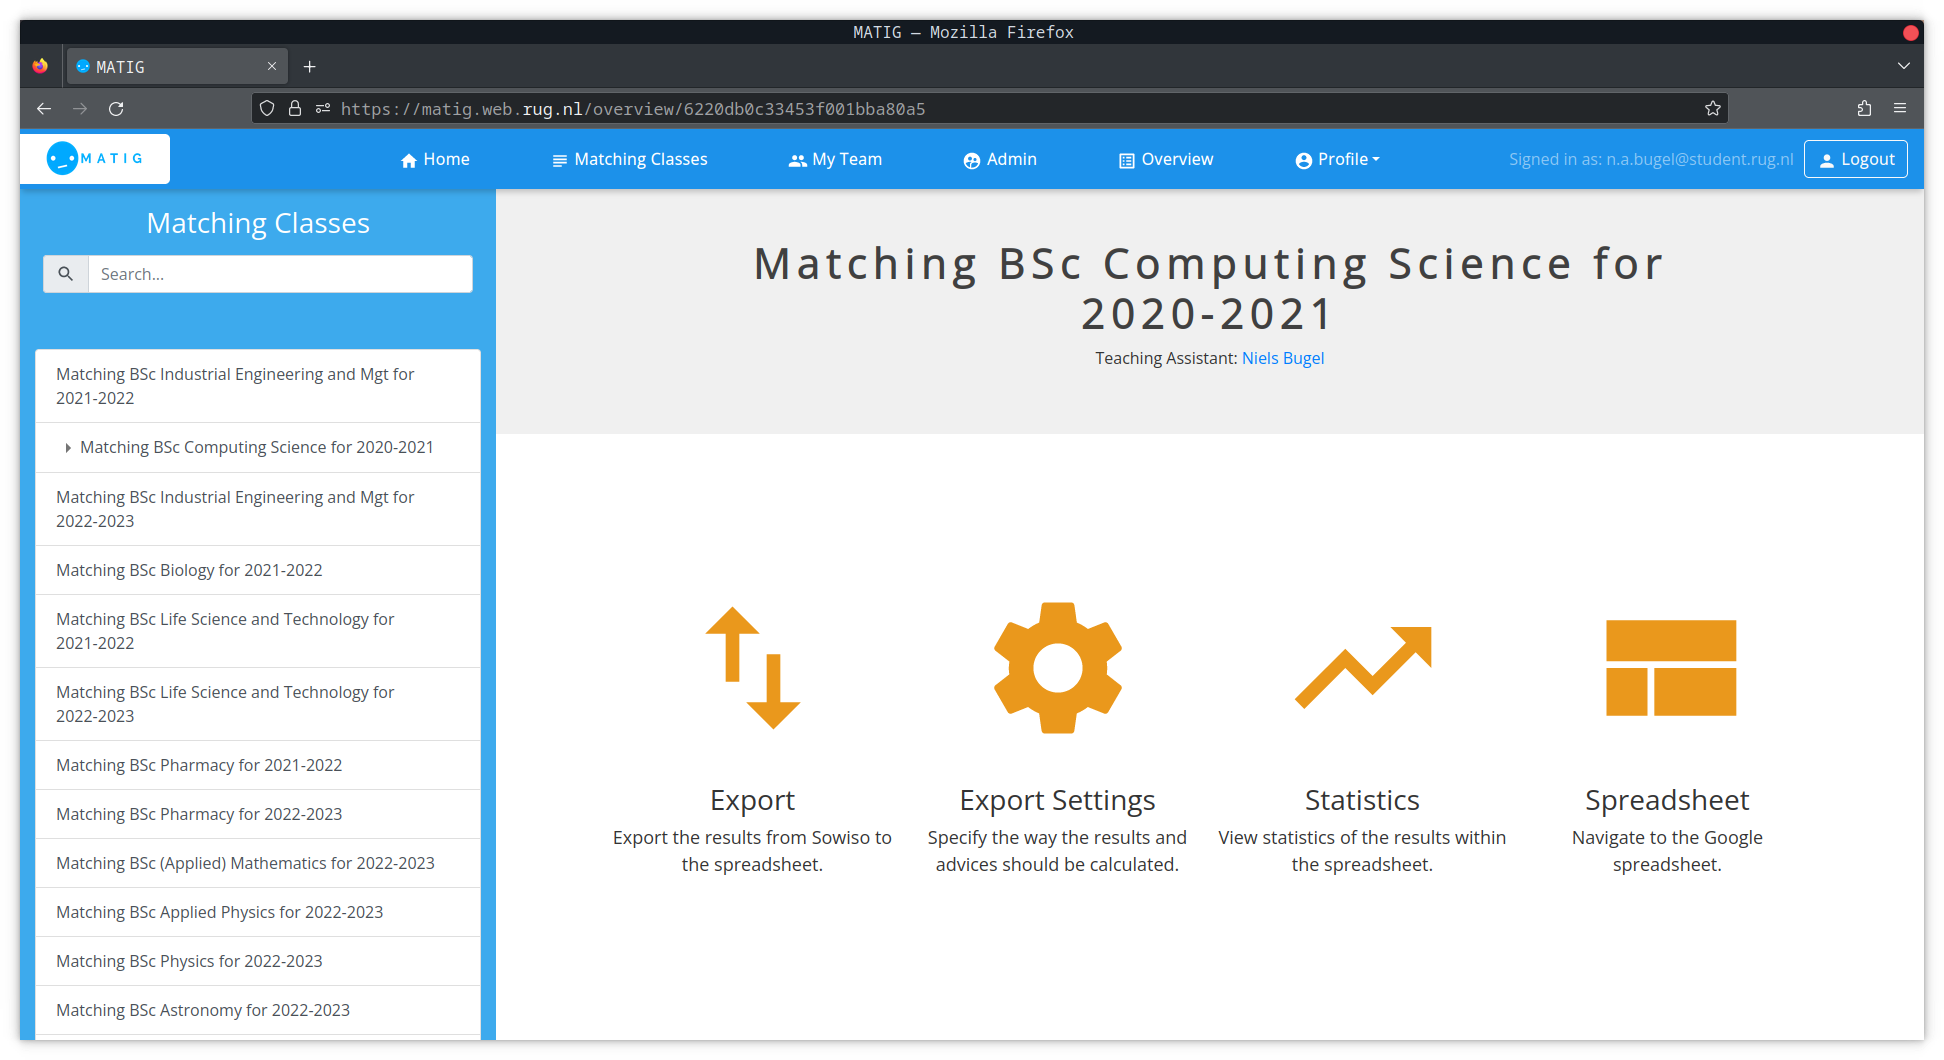 MATIG — Mozilla Firefox
MATIG
https://matig.web.rug.nl/overview/6220db0c33453f001bba80a5
MATIG
Home
Matching Classes
My Team
Admin
Overview
Profile
Signed in as: n.a.bugel@student.rug.nl
Logout
Matching Classes
Search...
Matching BSc Industrial Engineering and Mgt for
2021-2022
Matching BSc Computing Science for 2020-2021
Matching BSc Industrial Engineering and Mgt for
2022-2023
Matching BSc Biology for 2021-2022
Matching BSc Life Science and Technology for
2021-2022
Matching BSc Life Science and Technology for
2022-2023
Matching BSc Pharmacy for 2021-2022
Matching BSc Pharmacy for 2022-2023
Matching BSc (Applied) Mathematics for 2022-2023
Matching BSc Applied Physics for 2022-2023
Matching BSc Physics for 2022-2023
Matching BSc Astronomy for 2022-2023
Matching BSc Computing Science for
2020-2021
Teaching Assistant: Niels Bugel
Export
Export the results from Sowiso to
the spreadsheet.
Export Settings
Specify the way the results and
advices should be calculated.
Statistics
View statistics of the results within
the spreadsheet.
Spreadsheet
Navigate to the Google
spreadsheet.